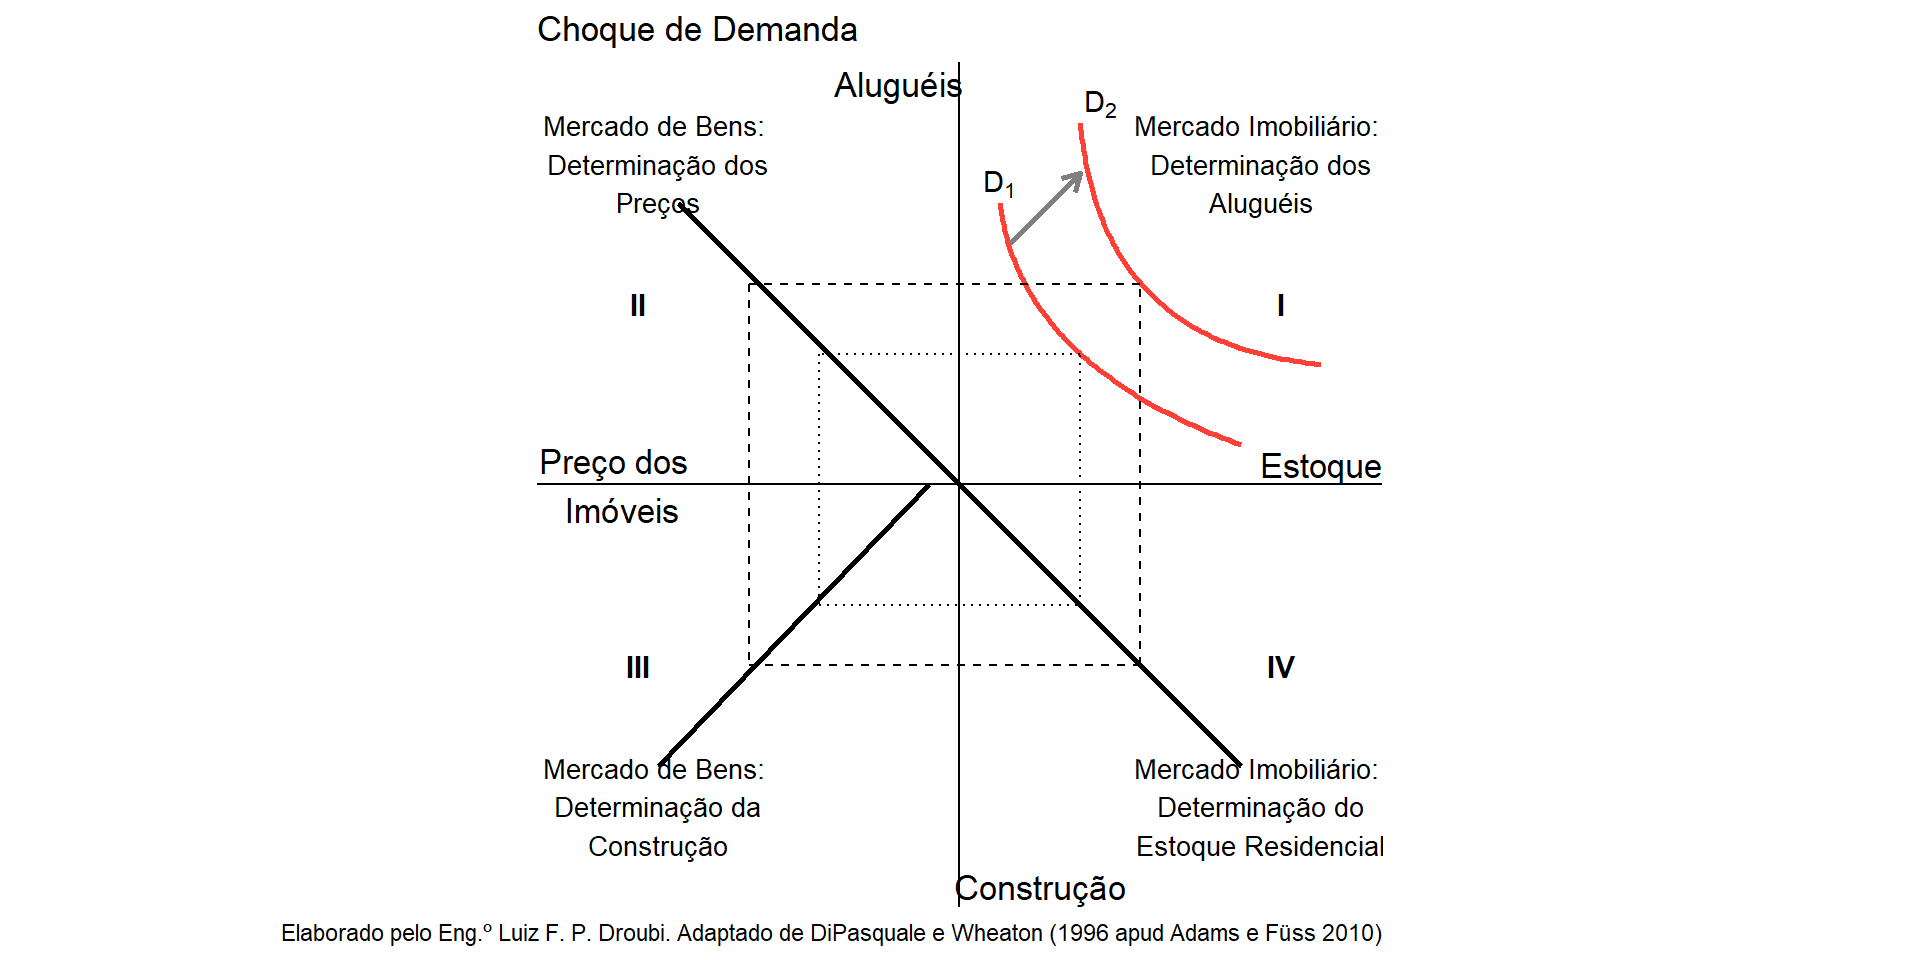 Choque de Demanda
Aluguéis
D2
Mercado de Bens:
Determinação dos
Preços
Mercado Imobiliário:
Determinação dos
Aluguéis
D1
II
I
Preço dos
Imóveis
Estoque
III
IV
Mercado de Bens:
Determinação da
Construção
Mercado Imobiliário:
Determinação do
Estoque Residencial
Construção
Elaborado pelo Eng.º Luiz F. P. Droubi. Adaptado de DiPasquale e Wheaton (1996 apud Adams e Füss 2010)